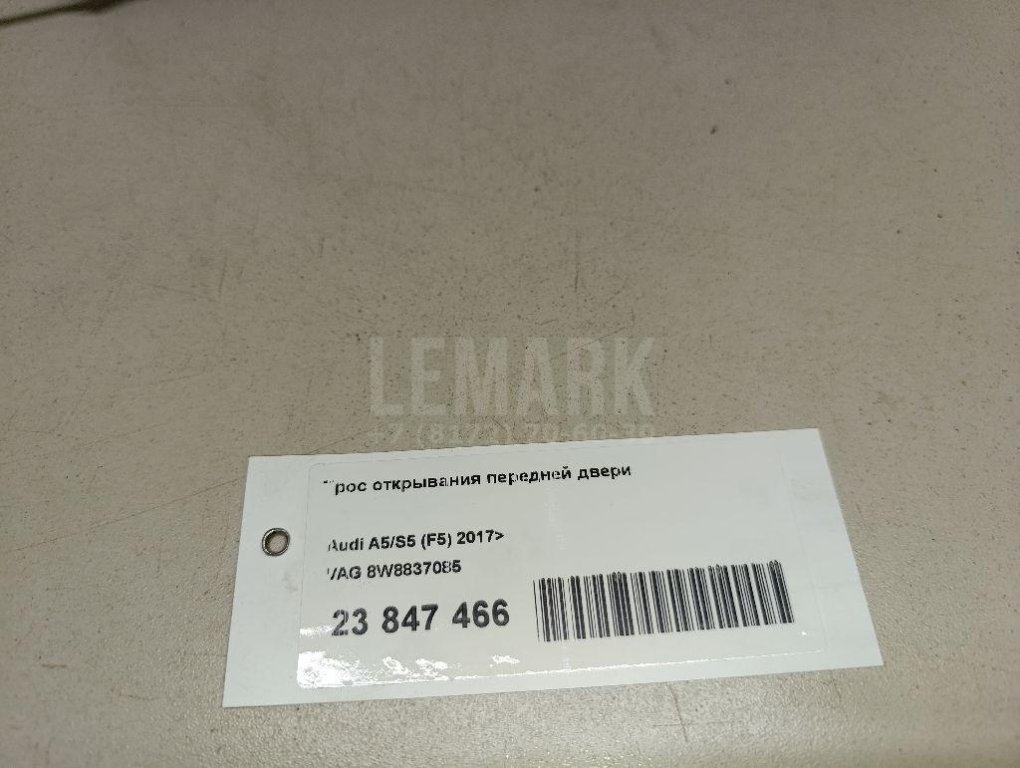 LEMARK
Трос открывания передней двери
Audi A5/S5 (F5) 2017>
VAG 8W8837085
23 847 466